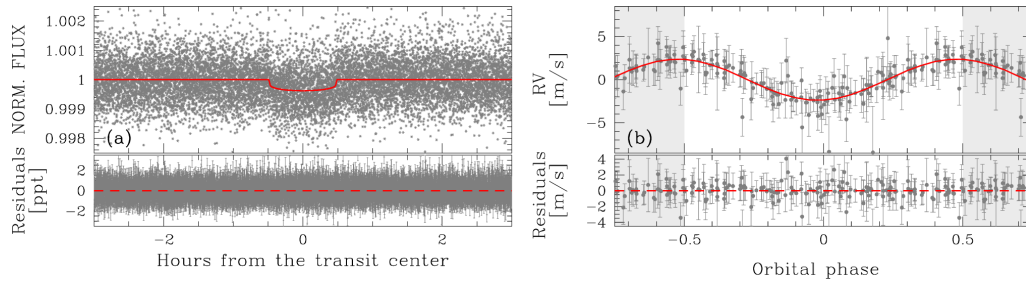 NORM. FLUX
1.002
1.001
1
0.999
0.998
(a)
Residuals
[ppt]
2
0
−2
−2
0
2
Hours from the transit center
RV
[m/s]
5
0
−5
(b)
Residuals
[m/s]
4
2
0
−2
−4
−0.5
0
0.5
Orbital phase